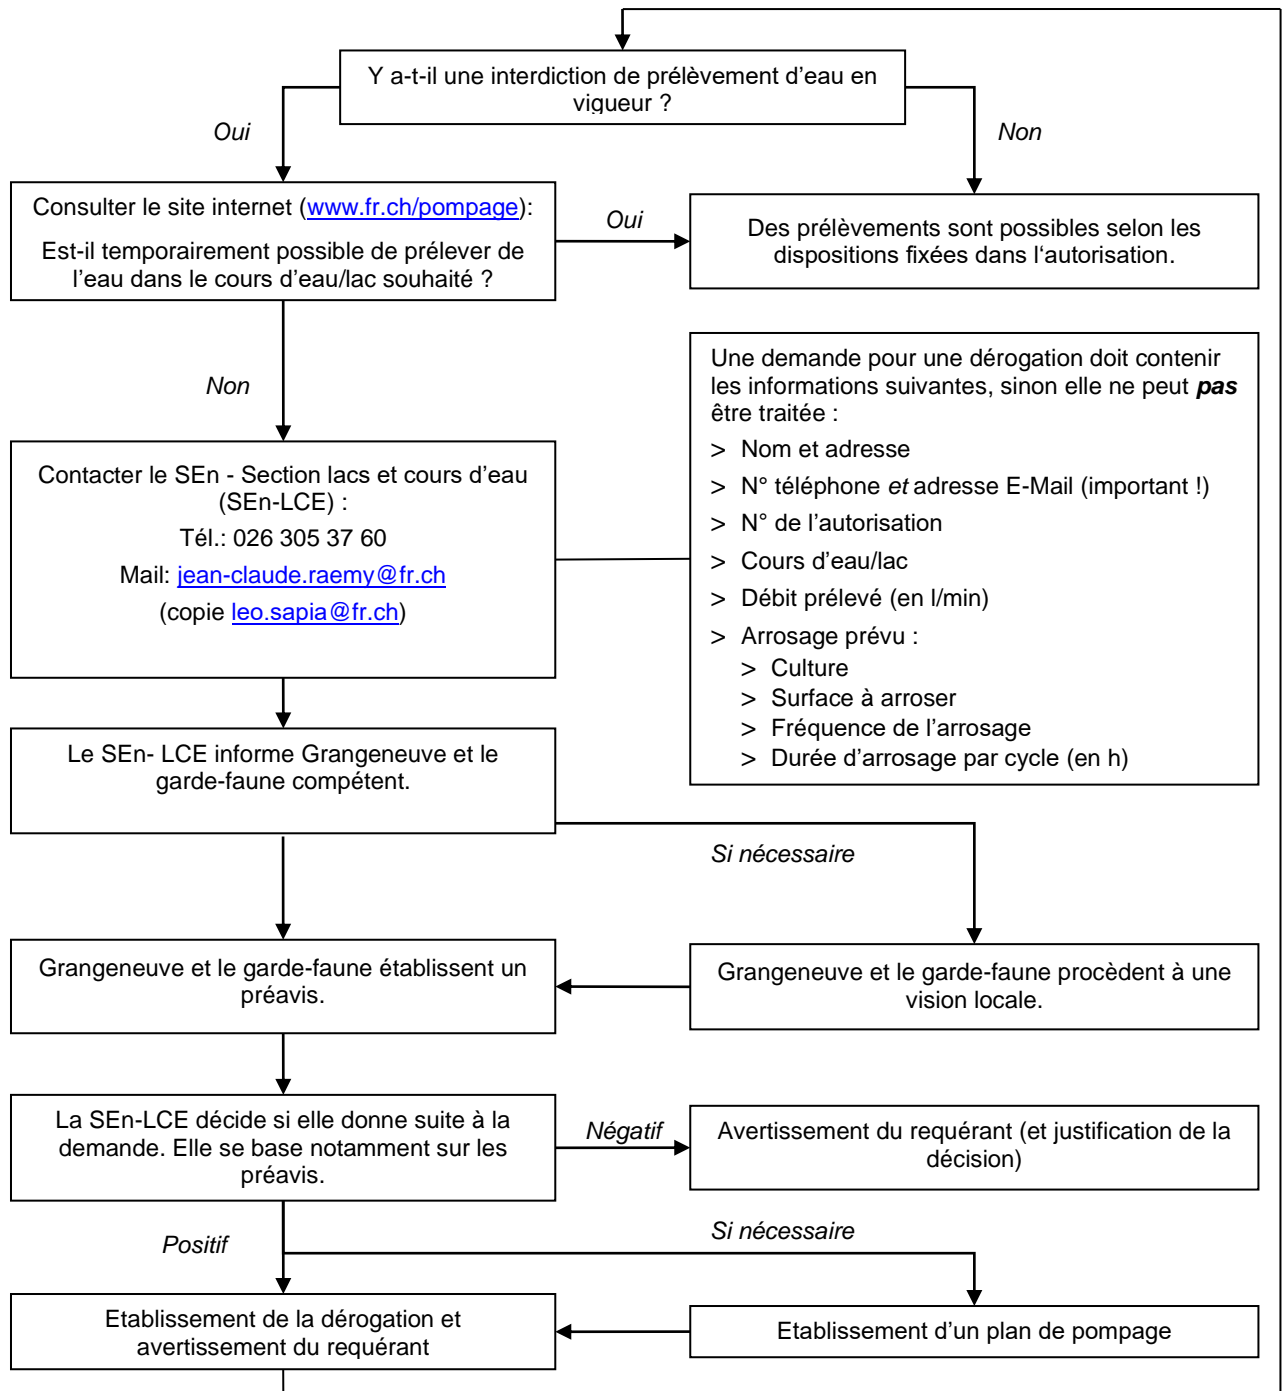 Y a-t-il une interdiction de prélèvement d'eau en
vigueur ?
Oui
Non
Consulter le site internet (www.fr.ch/pompage):
Est-il temporairement possible de prélever de
l'eau dans le cours d'eau/lac souhaité ?
Oui
Des prélèvements sont possibles selon les
dispositions fixées dans l'autorisation.
Non
Une demande pour une dérogation doit contenir
les informations suivantes, sinon elle ne peut pas
être traitée :
> Nom et adresse
> N° téléphone et adresse E-Mail (important !)
> N° de l'autorisation
> Cours d'eau/lac
> Débit prélevé (en l/min)
> Arrosage prévu :
> Culture
> Surface à arroser
> Fréquence de l'arrosage
> Durée d'arrosage par cycle (en h)
Contacter le SEn - Section lacs et cours d'eau
(SEn-LCE) :
Tél.: 026 305 37 60
Mail: jean-claude.raemy@fr.ch
(copie leo.sapia@fr.ch)
Le SEn- LCE informe Grangeneuve et le
garde-faune compétent.
Si nécessaire
Grangeneuve et le garde-faune établissent un
préavis.
Grangeneuve et le garde-faune procèdent à une
vision locale.
La SEn-LCE décide si elle donne suite à la
demande. Elle se base notamment sur les
préavis.
Négatif
Avertissement du requérant (et justification de la
décision)
Positif
Si nécessaire
Etablissement de la dérogation et
avertissement du requérant
Etablissement d'un plan de pompage